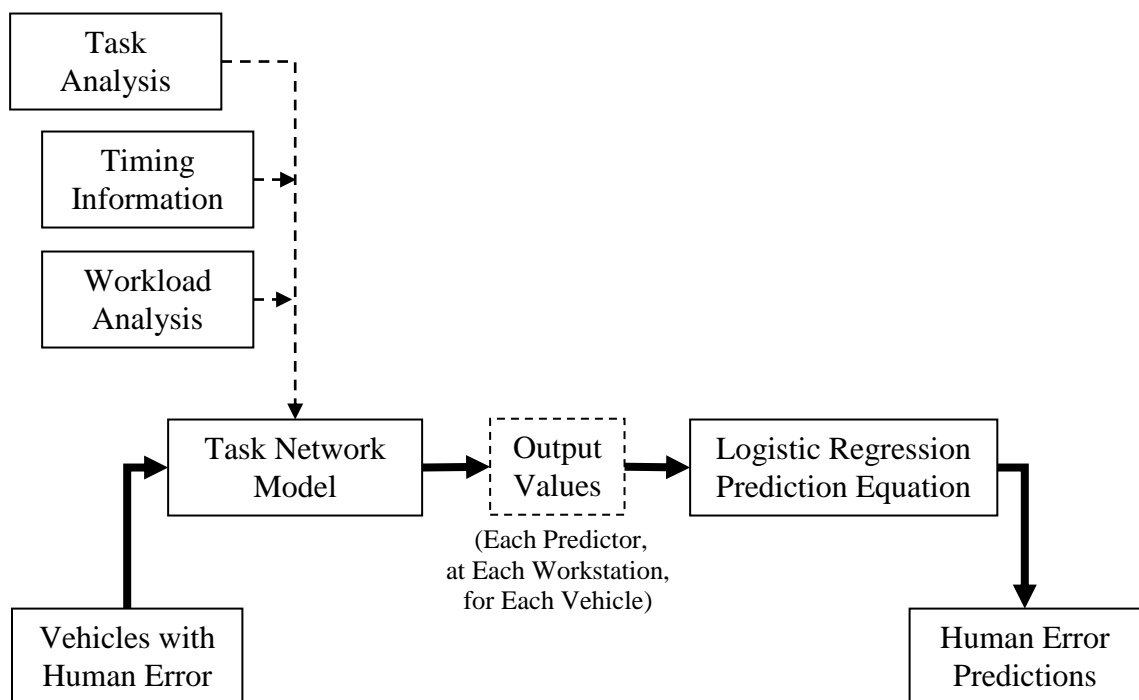 Task
Analysis
Timing
Information
Workload
Analysis
Task Network
Model
Output
Values
(Each Predictor,
at Each Workstation,
for Each Vehicle)
Logistic Regression
Prediction Equation
Vehicles with
Human Error
Human Error
Predictions